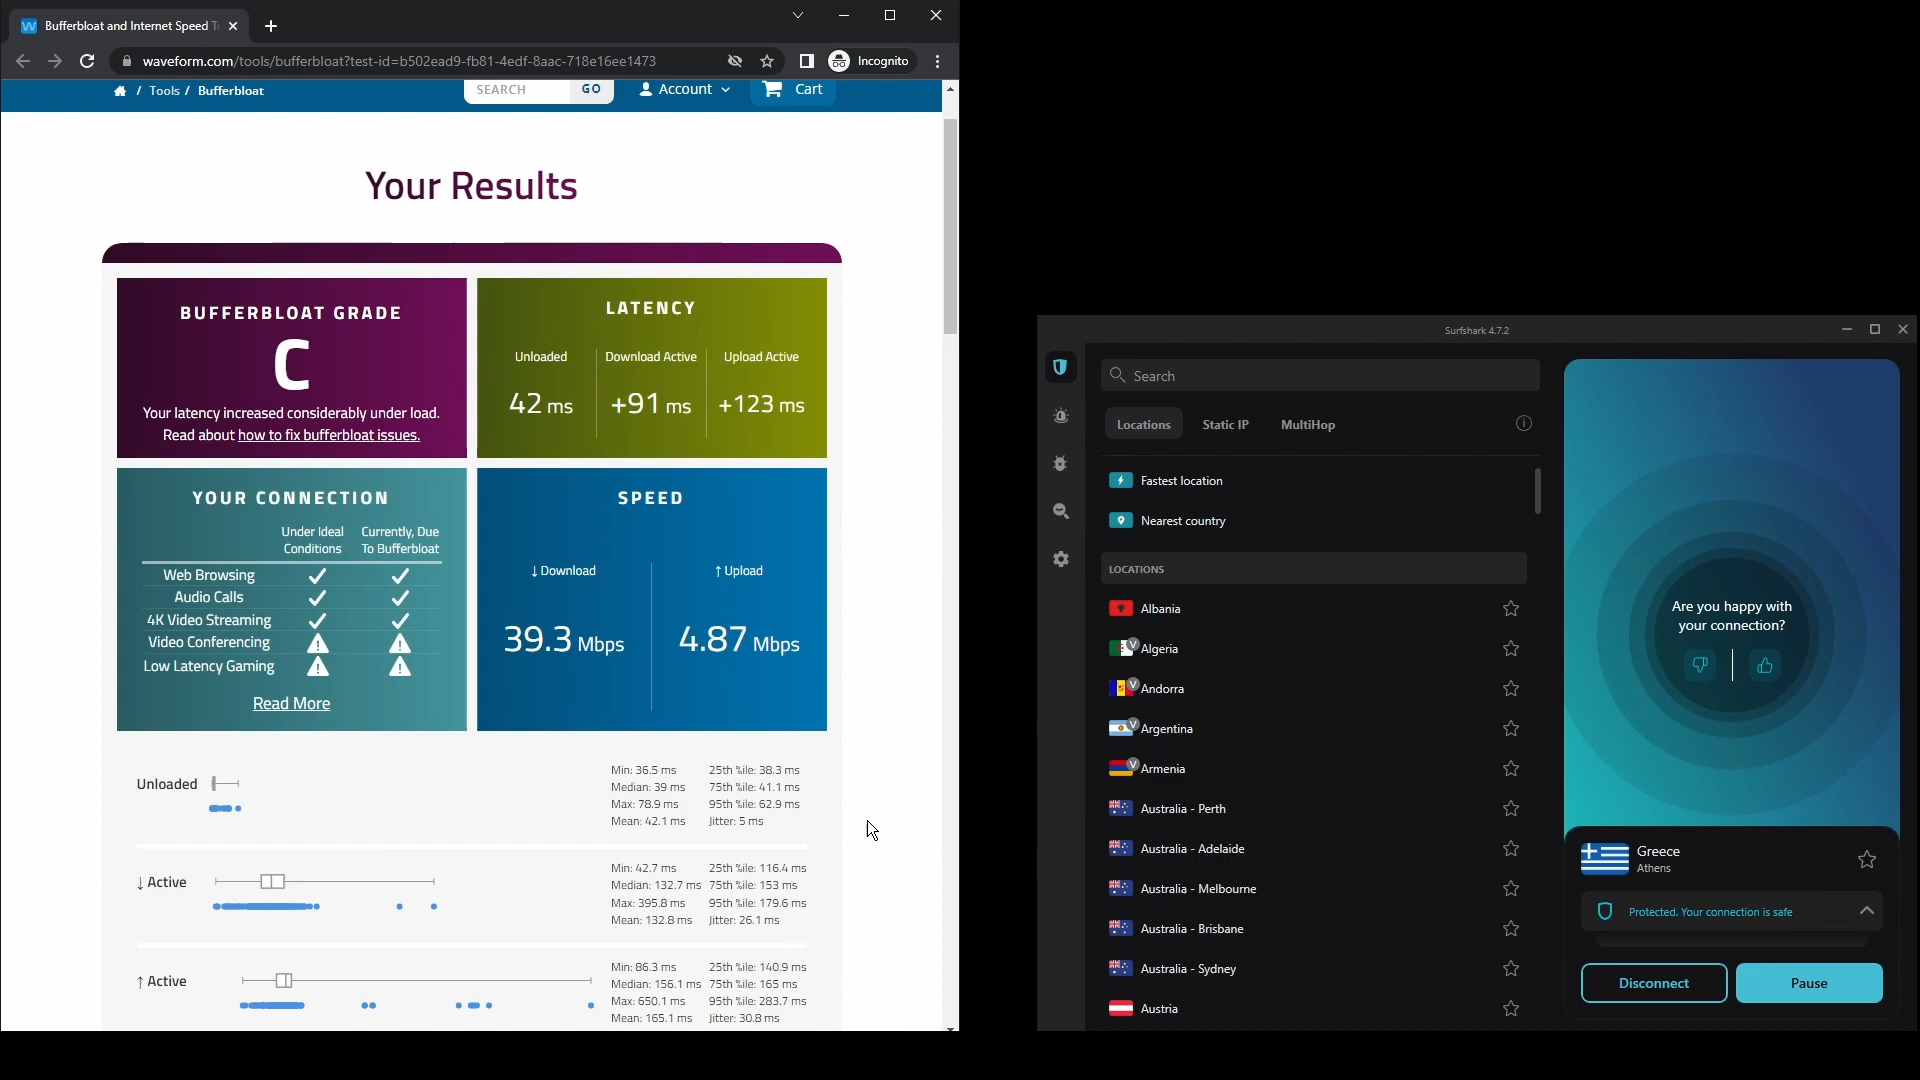 Bufferbloat and Internet Speed T
waveform.com/tools/bufferbloat?test-id=b502ead9-fb81-4edf-8aac-718e16ee1473
Incognito
/ Tools / Bufferbloat
SEARCH
GO
Account
Cart
Your Results
BUFFERBLOAT GRADE
C
Your latency increased considerably under load.
Read about how to fix bufferbloat issues.
LATENCY
Unloaded Download Active Upload Active
42 ms +91 ms +123 ms
YOUR CONNECTION
Under Ideal Currently, Due
Conditions To Bufferbloat
Web Browsing
Audio Calls
4K Video Streaming
Video Conferencing
Low Latency Gaming
Read More
SPEED
↓ Download ↑ Upload
39.3 Mbps 4.87 Mbps
Unloaded
Min: 36.5 ms 25th %ile: 38.3 ms
Median: 39 ms 75th %ile: 41.1 ms
Max: 78.9 ms 95th %ile: 62.9 ms
Mean: 42.1 ms Jitter: 5 ms
↓ Active
Min: 42.7 ms 25th %ile: 116.4 ms
Median: 132.7 ms 75th %ile: 153 ms
Max: 395.8 ms 95th %ile: 179.6 ms
Mean: 132.8 ms Jitter: 26.1 ms
↑ Active
Min: 86.3 ms 25th %ile: 140.9 ms
Median: 156.1 ms 75th %ile: 165 ms
Max: 650.1 ms 95th %ile: 283.7 ms
Mean: 165.1 ms Jitter: 30.8 ms
Surfshark 4.7.2
Search
Locations Static IP MultiHop
Fastest location
Nearest country
LOCATIONS
Albania
V Algeria
V Andorra
V Argentina
V Armenia
Australia - Perth
Australia - Adelaide
Australia - Melbourne
Australia - Brisbane
Australia - Sydney
Austria
Are you happy with
your connection?
Greece
Athens
Protected. Your connection is safe
Disconnect Pause